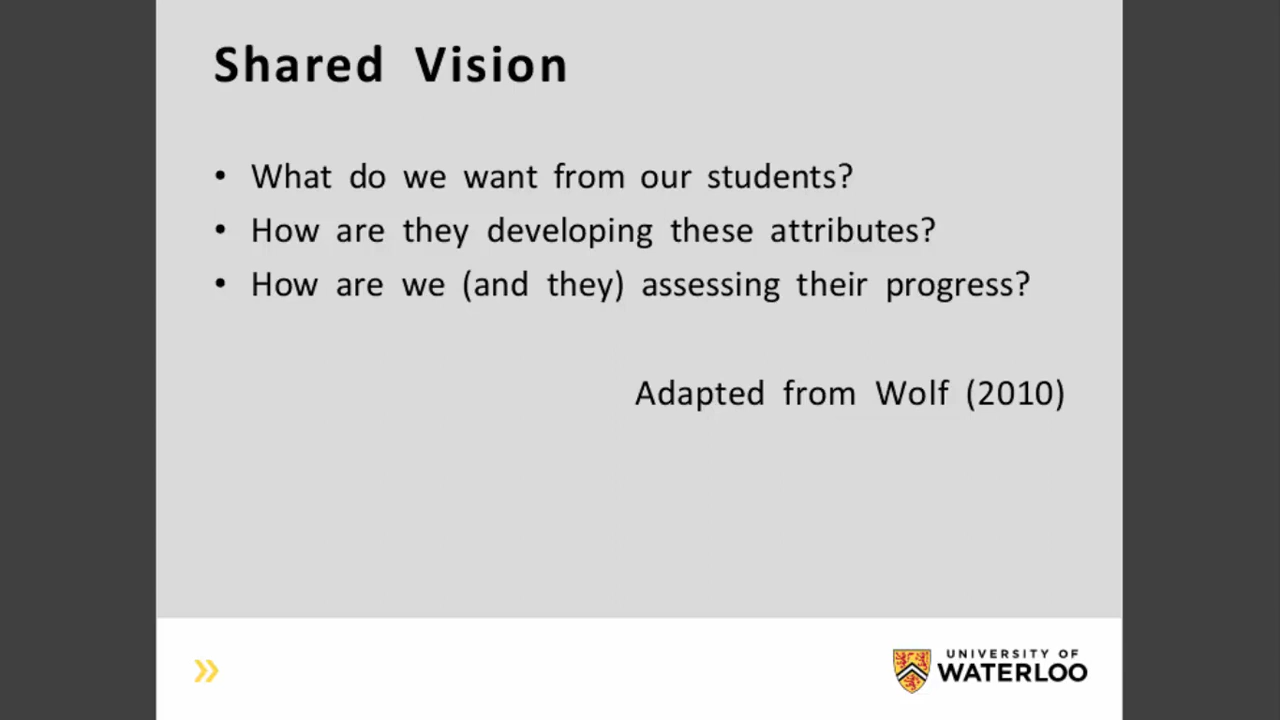 Shared Vision
• What do we want from our students?
• How are they developing these attributes?
• How are we (and they) assessing their progress?
Adapted from Wolf (2010)
UNIVERSITY OF
WATERLOO